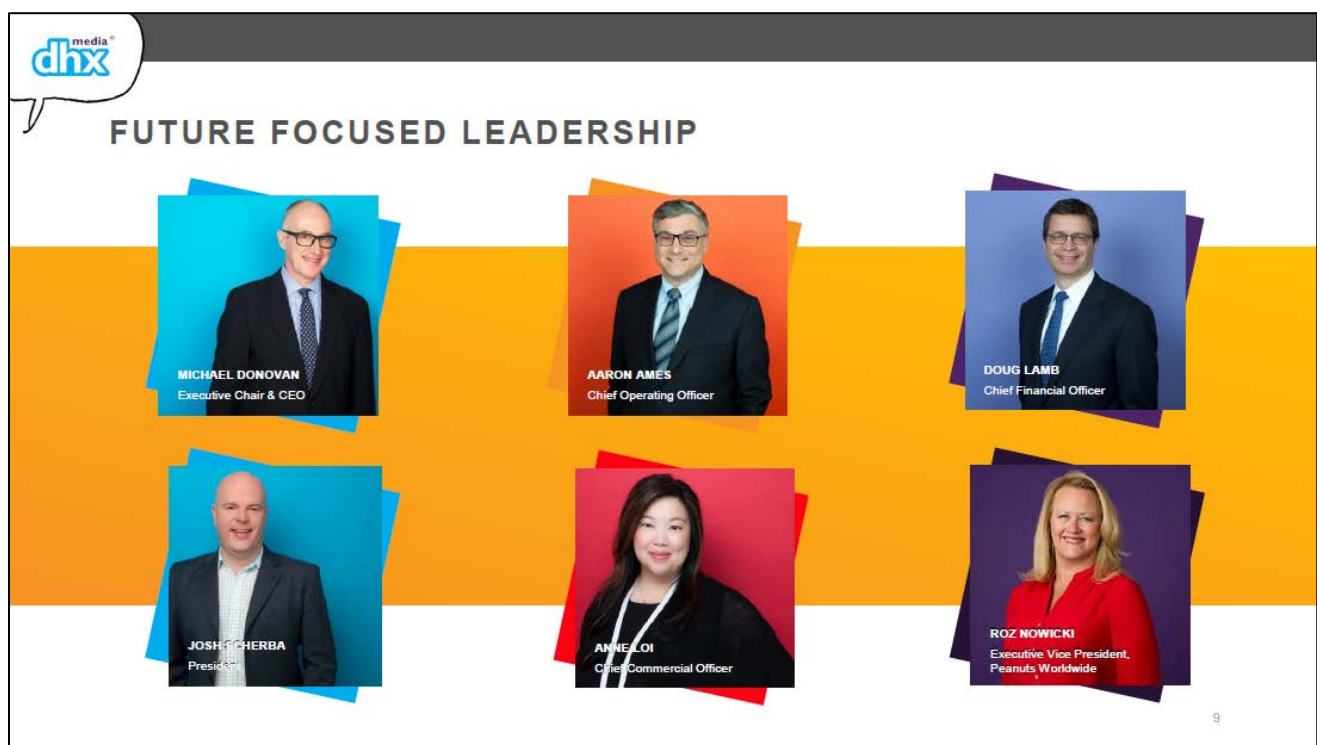 media®
dhx
FUTURE FOCUSED LEADERSHIP
MICHAEL DONOVAN
Executive Chair & CEO
AARON AMES
Chief Operating Officer
DOUG LAMB
Chief Financial Officer
JOSH SCHERBA
President
ANNE LOI
Chief Commercial Officer
ROZ NOWICKI
Executive Vice President,
Peanuts Worldwide
9